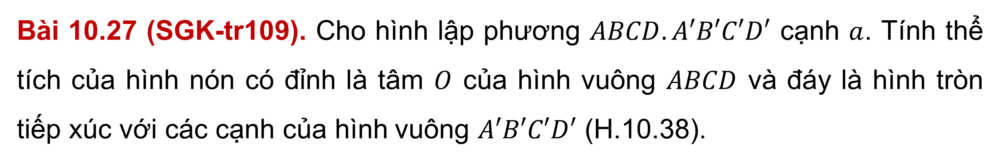 Bài 10.27 (SGK-tr109). Cho hình lập phương ABCD.A′B′C′D′ cạnh a. Tính thể
tích của hình nón có đỉnh là tâm O của hình vuông ABCD và đáy là hình tròn
tiếp xúc với các cạnh của hình vuông A′B′C′D′ (H.10.38).